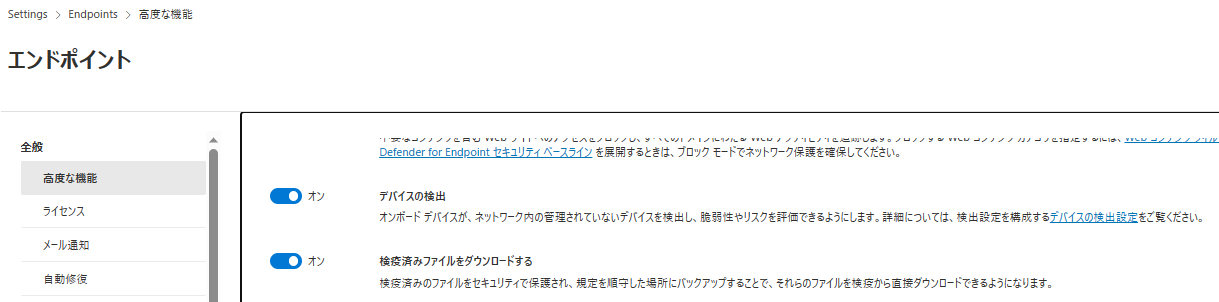 Settings > Endpoints > 高度な機能
エンドポイント
全般
高度な機能
ライセンス
メール通知
自動修復
Defender for Endpoint セキュリティ ベースライン を展開するときは、ブロック モードでネットワーク保護を確保してください。
オン デバイスの検出
オンボード デバイスが、ネットワーク内の管理されていないデバイスを検出し、脆弱性やリスクを評価できるようにします。詳細については、検出設定を構成するデバイスの検出設定をご覧ください。
オン 検疫済みファイルをダウンロードする
検疫済みのファイルをセキュリティで保護され、規定を順守した場所にバックアップすることで、それらのファイルを検疫から直接ダウンロードできるようになります。